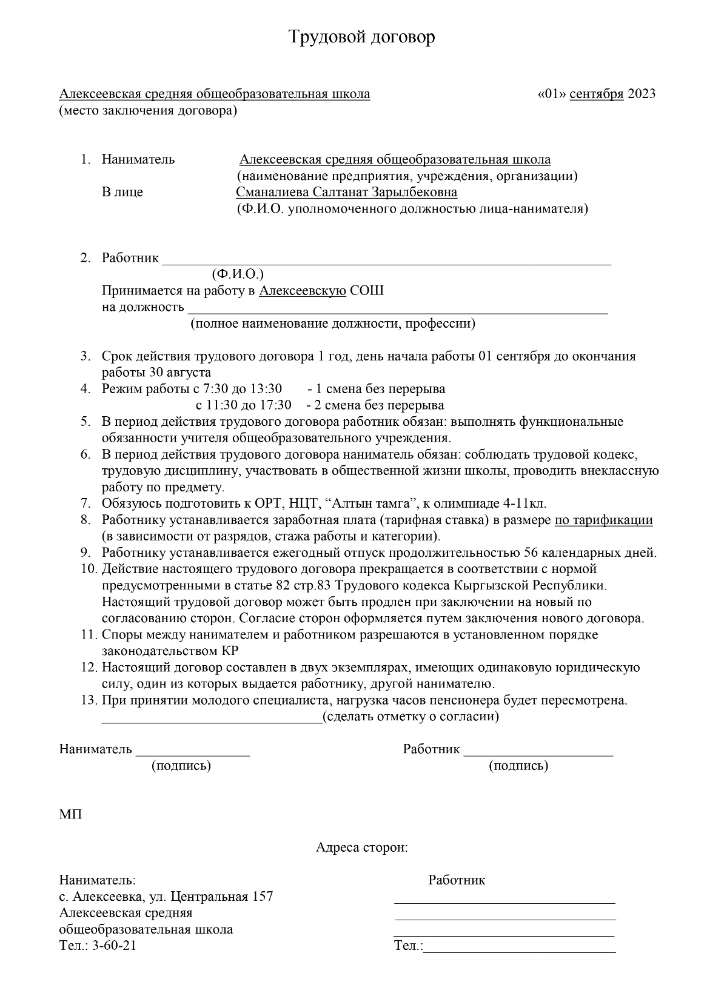 Трудовой договор
Алексеевская средняя общеобразовательная школа «01» сентября 2023
(место заключения договора)
1. Наниматель Алексеевская средняя общеобразовательная школа
(наименование предприятия, учреждения, организации)
В лице Сманалиева Салтанат Зарылбековна
(Ф.И.О. уполномоченного должностью лица-нанимателя)
2. Работник
(Ф.И.О.)
Принимается на работу в Алексеевскую СОШ
на должность
(полное наименование должности, профессии)
3. Срок действия трудового договора 1 год, день начала работы 01 сентября до окончания
работы 30 августа
4. Режим работы с 7:30 до 13:30 - 1 смена без перерыва
с 11:30 до 17:30 - 2 смена без перерыва
5. В период действия трудового договора работник обязан: выполнять функциональные
обязанности учителя общеобразовательного учреждения.
6. В период действия трудового договора наниматель обязан: соблюдать трудовой кодекс,
трудовую дисциплину, участвовать в общественной жизни школы, проводить внеклассную
работу по предмету.
7. Обязуюсь подготовить к ОРТ, НЦТ, “Алтын тамга”, к олимпиаде 4-11кл.
8. Работнику устанавливается заработная плата (тарифная ставка) в размере по тарификации
(в зависимости от разрядов, стажа работы и категории).
9. Работнику устанавливается ежегодный отпуск продолжительностью 56 календарных дней.
10. Действие настоящего трудового договора прекращается в соответствии с нормой
предусмотренными в статье 82 стр.83 Трудового кодекса Кыргызской Республики.
Настоящий трудовой договор может быть продлен при заключении на новый по
согласованию сторон. Согласие сторон оформляется путем заключения нового договора.
11. Споры между нанимателем и работником разрешаются в установленном порядке
законодательством КР
12. Настоящий договор составлен в двух экземплярах, имеющих одинаковую юридическую
силу, один из которых выдается работнику, другой нанимателю.
13. При принятии молодого специалиста, нагрузка часов пенсионера будет пересмотрена.
(сделать отметку о согласии)
Наниматель Работник
(подпись) (подпись)
МП
Адреса сторон:
Наниматель: Работник
с. Алексеевка, ул. Центральная 157
Алексеевская средняя
общеобразовательная школа
Тел.: 3-60-21 Тел.: